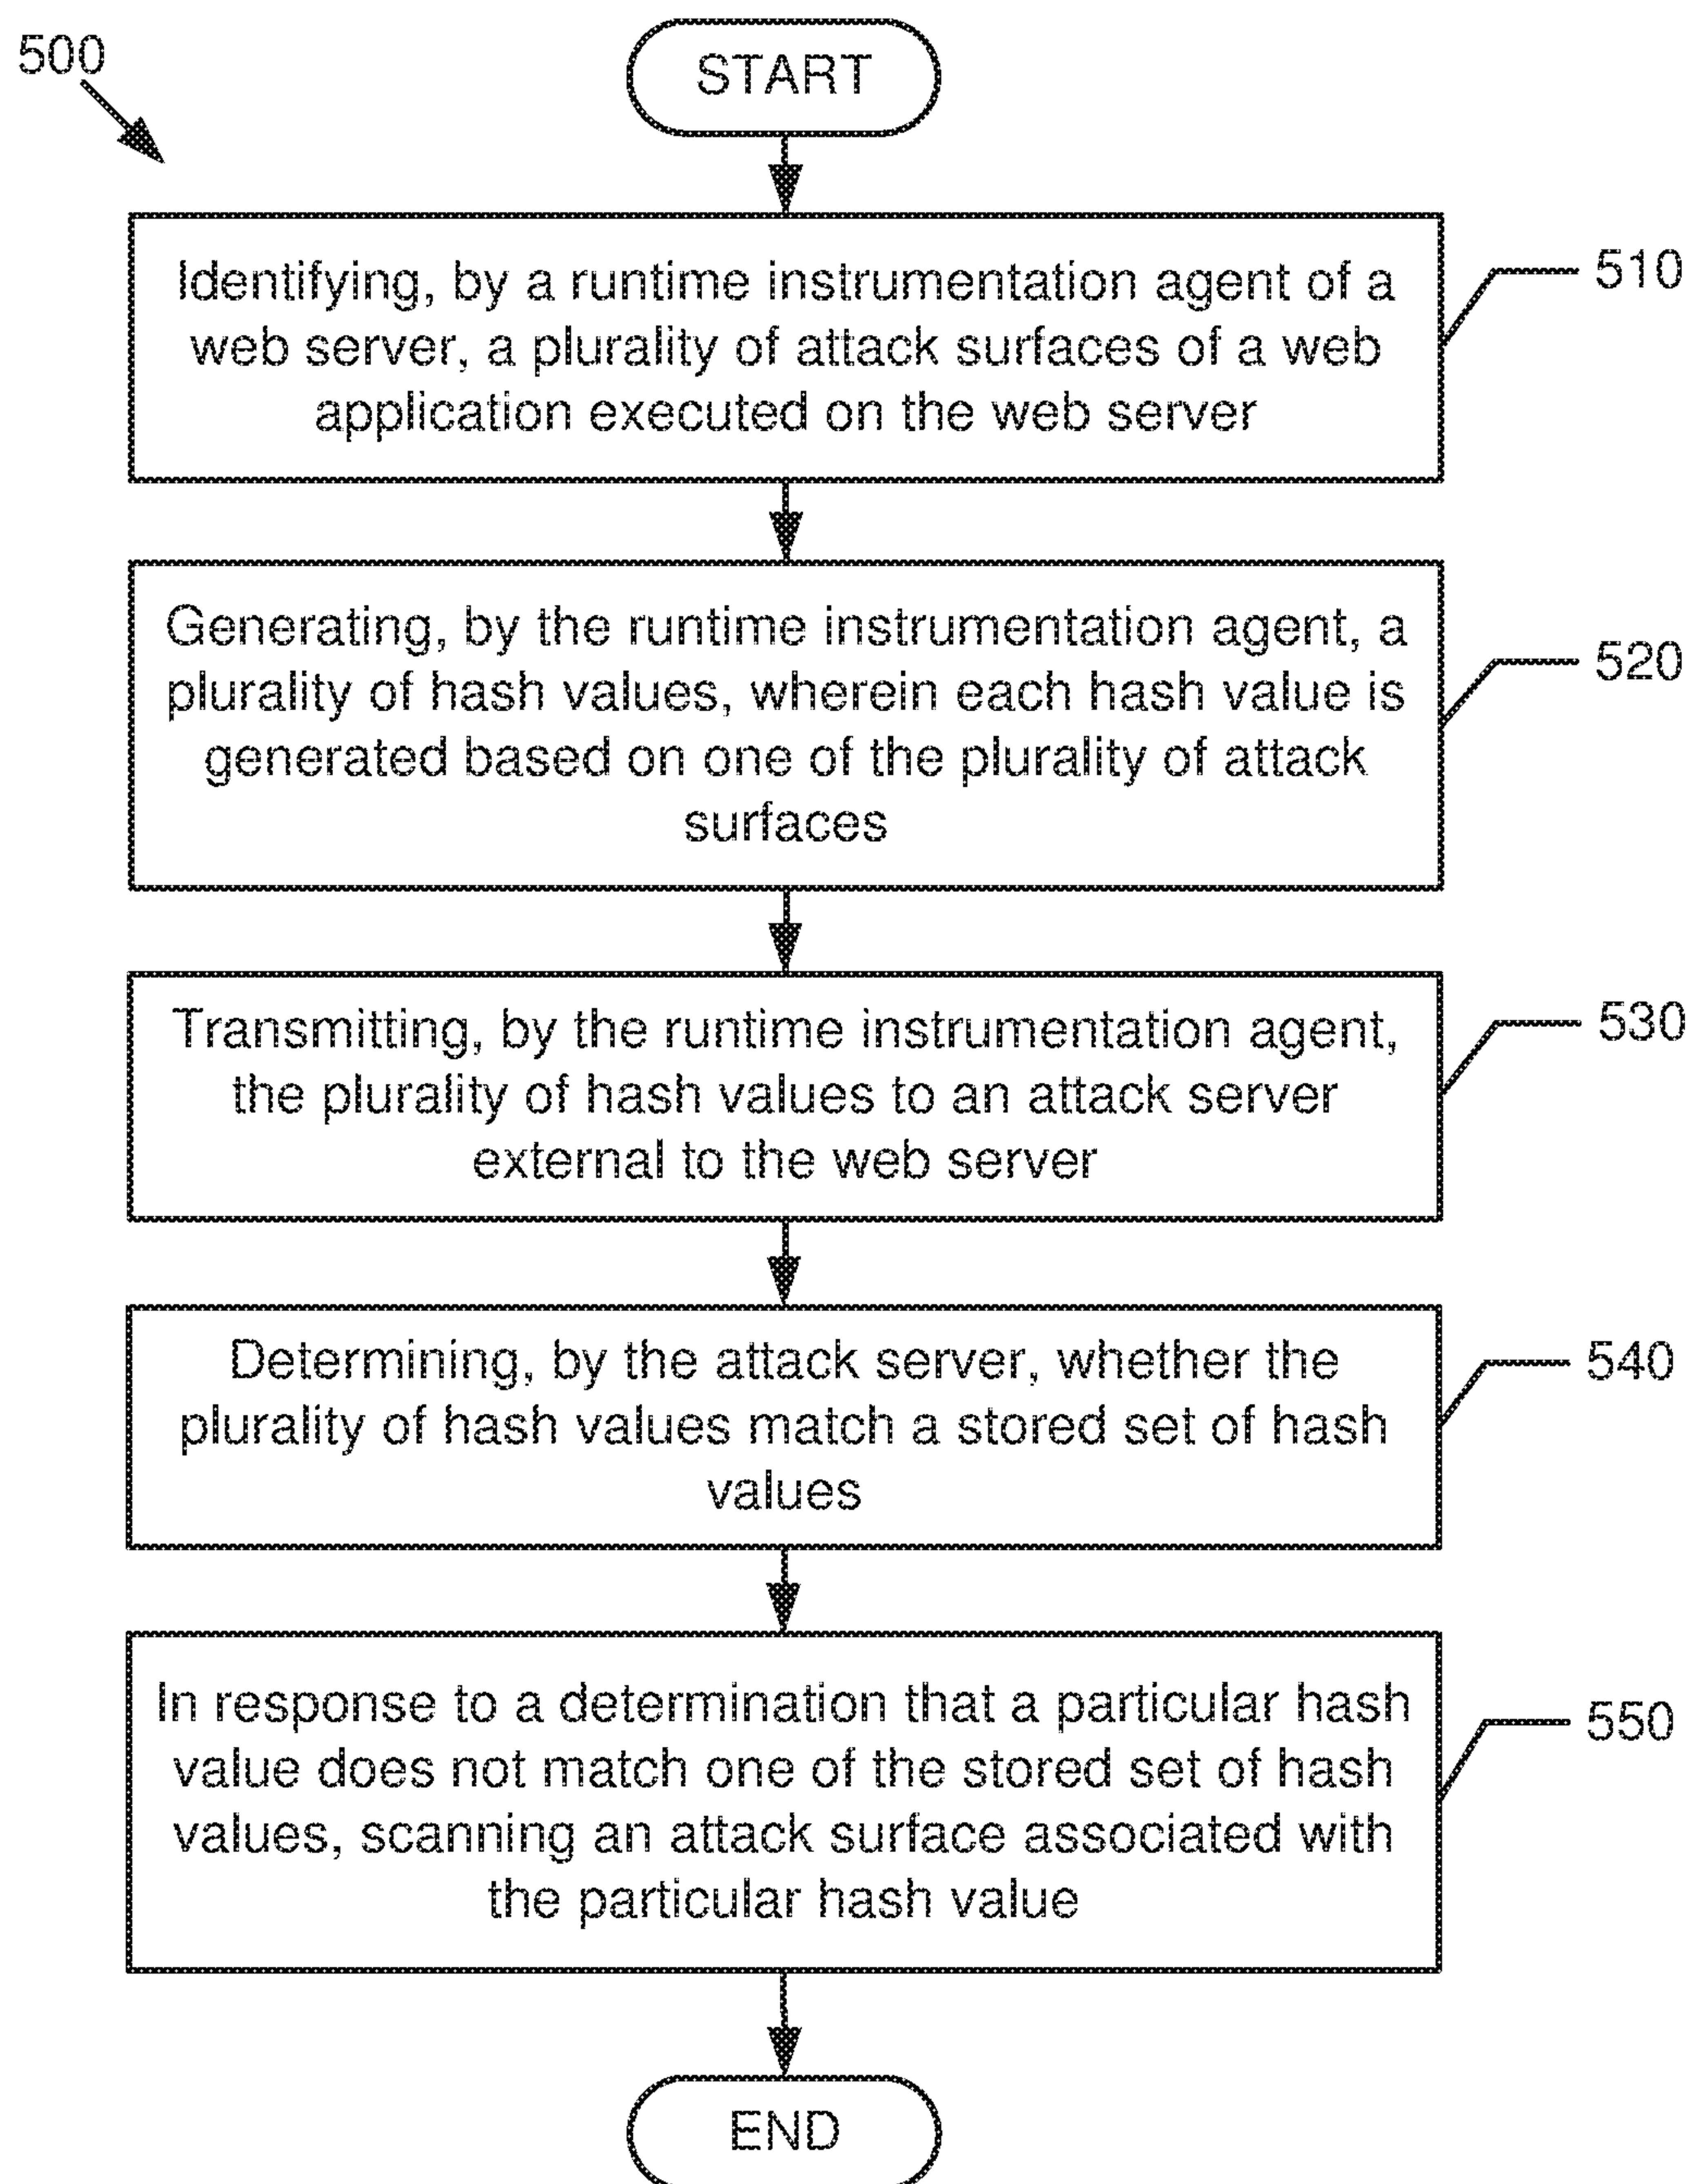 500
START
Identifying, by a runtime instrumentation agent of a
web server, a plurality of attack surfaces of a web
application executed on the web server
510
Generating, by the runtime instrumentation agent, a
plurality of hash values, wherein each hash value is
generated based on one of the plurality of attack
surfaces
520
Transmitting, by the runtime instrumentation agent,
the plurality of hash values to an attack server
external to the web server
530
Determining, by the attack server, whether the
plurality of hash values match a stored set of hash
values
540
In response to a determination that a particular hash
value does not match one of the stored set of hash
values, scanning an attack surface associated with
the particular hash value
550
END